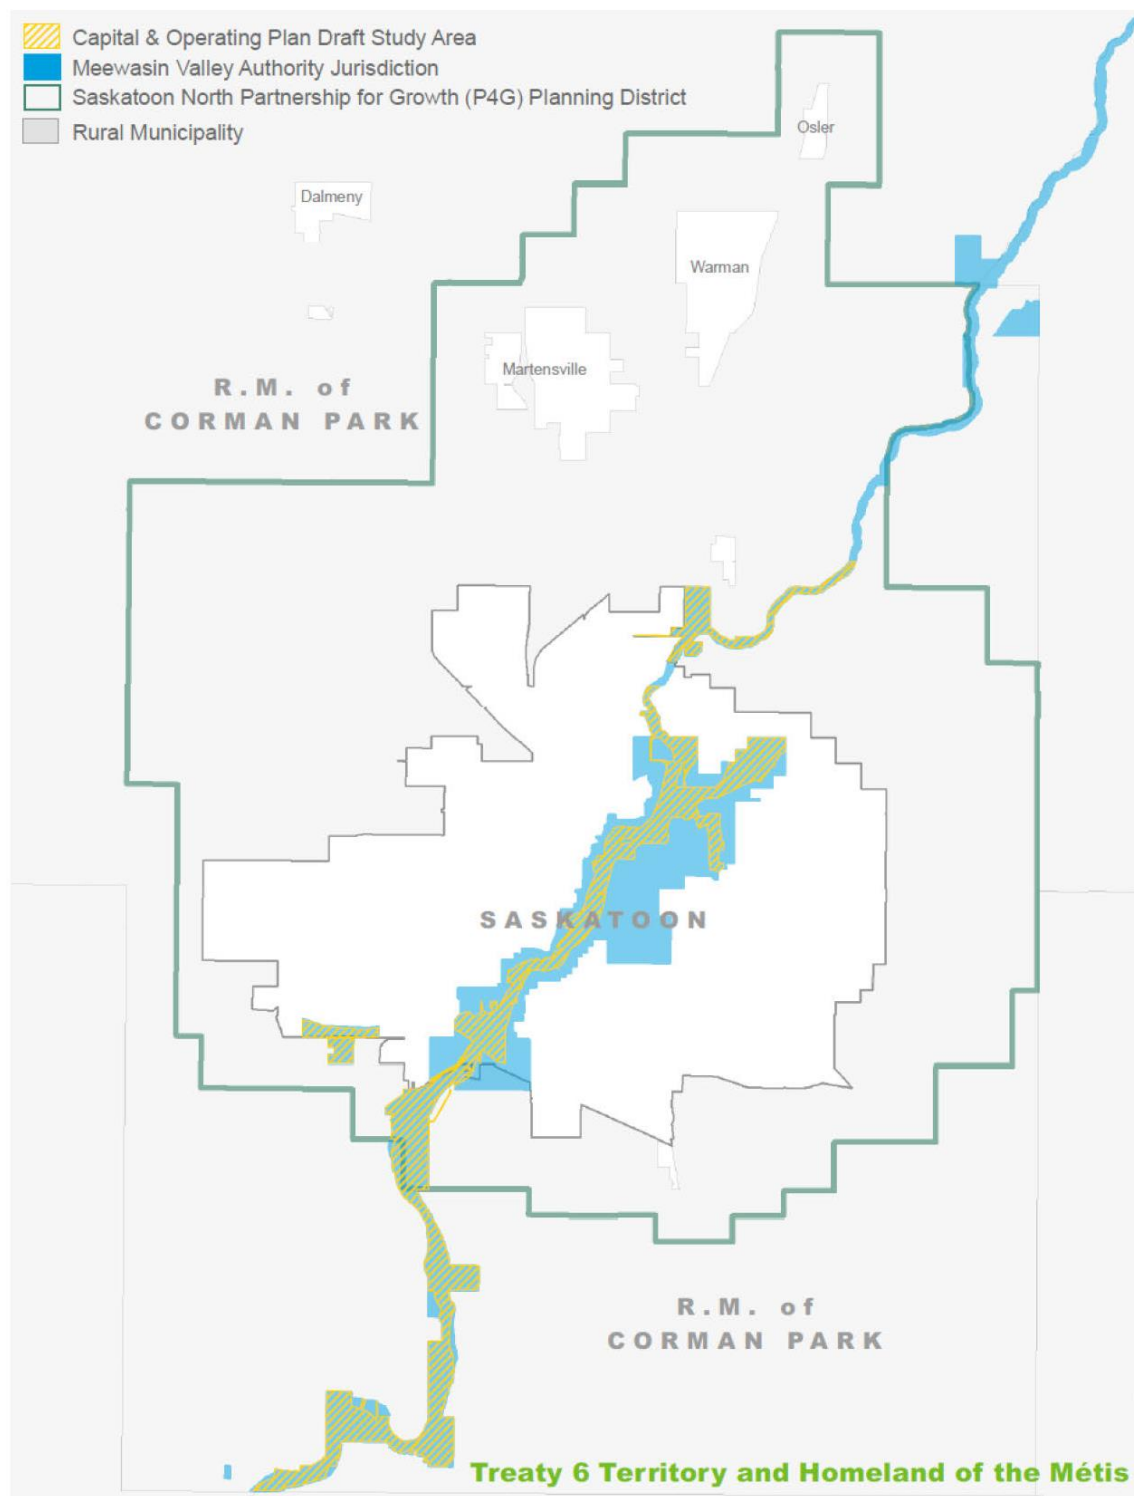 Capital & Operating Plan Draft Study Area
Meewasin Valley Authority Jurisdiction
Saskatoon North Partnership for Growth (P4G) Planning District
Rural Municipality
Osler
Dalmeny
Warman
Martensville
R.M. of
CORMAN PARK
SASKATOON
R.M. of
CORMAN PARK
Treaty 6 Territory and Homeland of the Métis